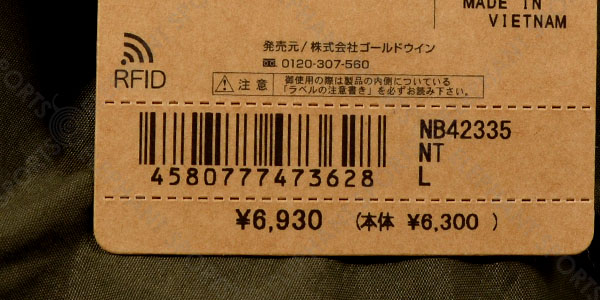 MADE IN
VIETNAM
RFID
発売元/株式会社ゴールドウイン
0120-307-560
注意 御使用の際は製品の内側についている
「ラベルの注意書き」を必ずお読み下さい。
4580777473628
NB42335
NT
L
¥6,930 (本体 ¥6,300 )